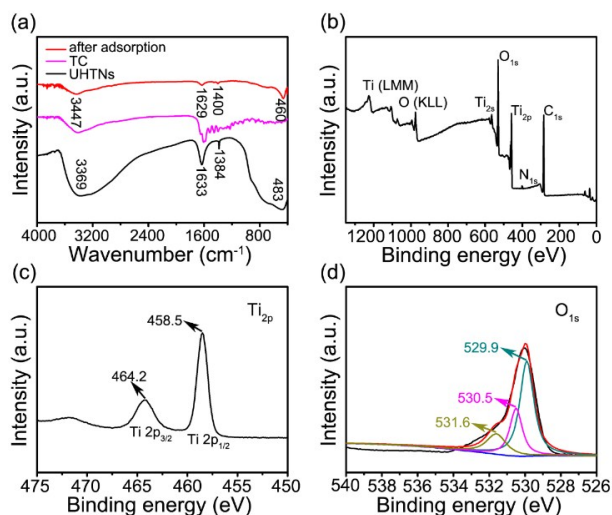 (a)
after adsorption
TC
UHTNs
3447
1629
1400
460
3369
1633
1384
483
Intensity (a.u.)
4000 3200 2400 1600 800
Wavenumber (cm⁻¹)
(b)
O₁ₛ
Ti (LMM)
O (KLL)
Ti₂ₛ
Ti₂ₚ
C₁ₛ
N₁ₛ
Intensity (a.u.)
1200 1000 800 600 400 200 0
Binding energy (eV)
(c)
Ti₂ₚ
458.5
464.2
Ti 2p₃/₂
Ti 2p₁/₂
Intensity (a.u.)
475 470 465 460 455 450
Binding energy (eV)
(d)
O₁ₛ
529.9
530.5
531.6
Intensity (a.u.)
540 538 536 534 532 530 528 526
Binding energy (eV)